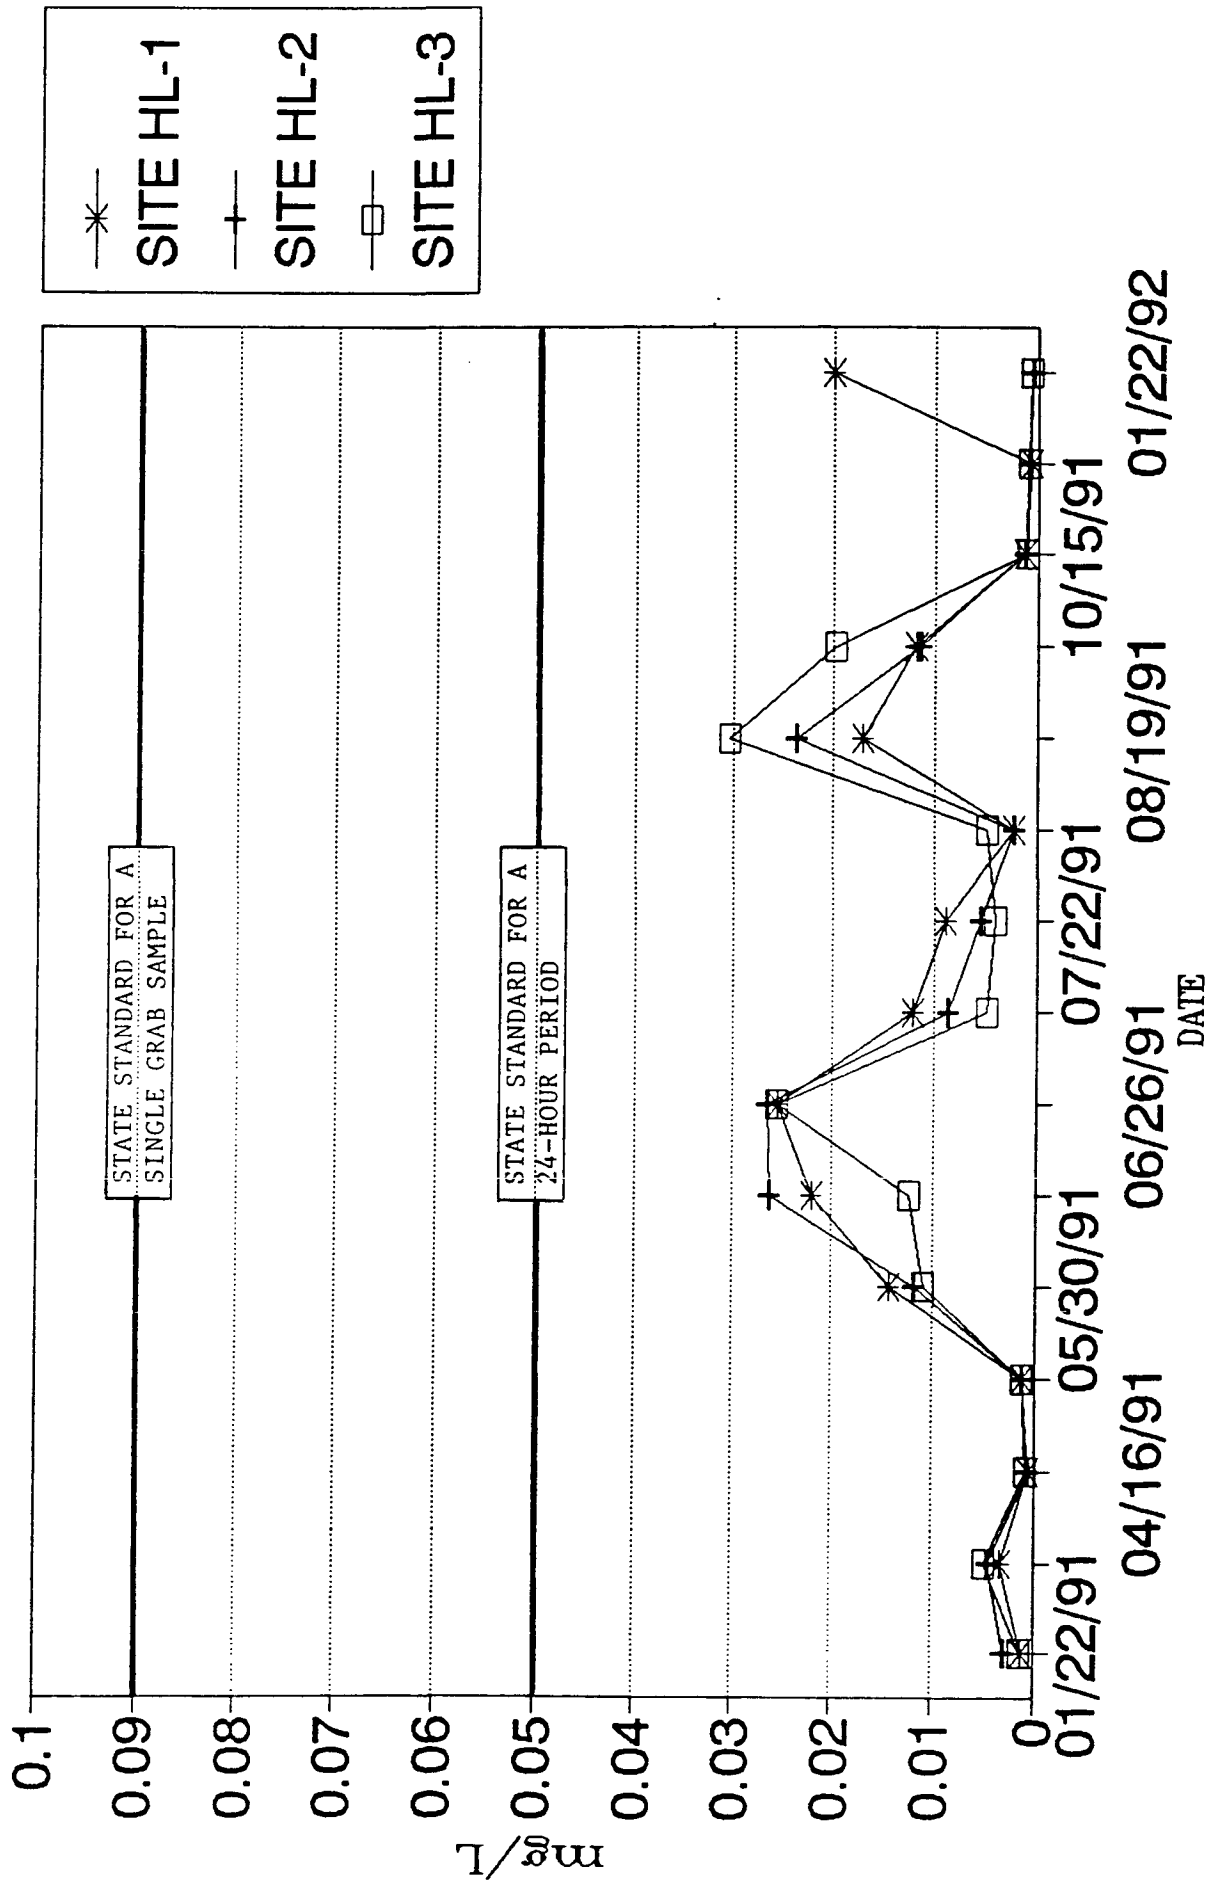 SITE HL-1
SITE HL-2
SITE HL-3
0.1
0.09
0.08
0.07
0.06
0.05
0.04
0.03
0.02
0.01
0
mg/L
STATE STANDARD FOR A
SINGLE GRAB SAMPLE
STATE STANDARD FOR A
24-HOUR PERIOD
01/22/91
04/16/91
05/30/91
06/26/91
07/22/91
08/19/91
10/15/91
01/22/92
DATE